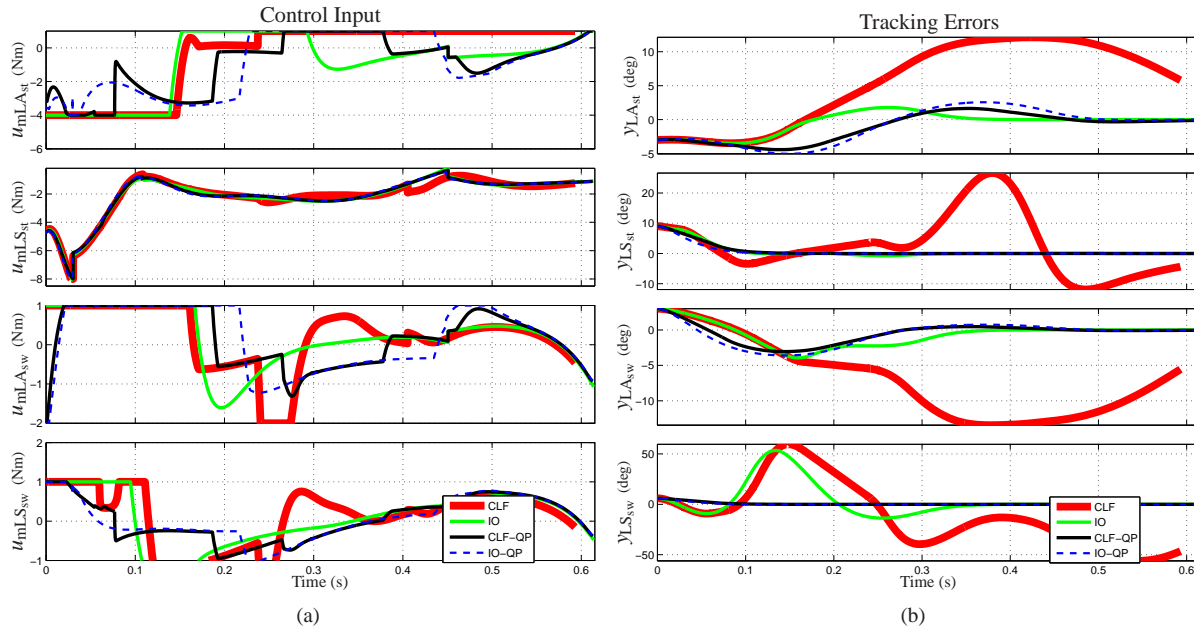 Control Input
u_mLA_st (Nm)
0
−2
−4
−6
u_mLS_st (Nm)
−2
−4
−6
−8
u_mLA_sw (Nm)
1
0
−1
−2
u_mLS_sw (Nm)
2
1
0
−1
0
0.1
0.2
0.3
0.4
0.5
0.6
CLF
IO
CLF−QP
IO−QP
Time (s)
(a)
Tracking Errors
y_LA_st (deg)
10
5
0
−5
y_LS_st (deg)
20
10
0
−10
y_LA_sw (deg)
0
−5
−10
y_LS_sw (deg)
50
0
−50
0
0.1
0.2
0.3
0.4
0.5
0.6
CLF
IO
CLF−QP
IO−QP
Time (s)
(b)